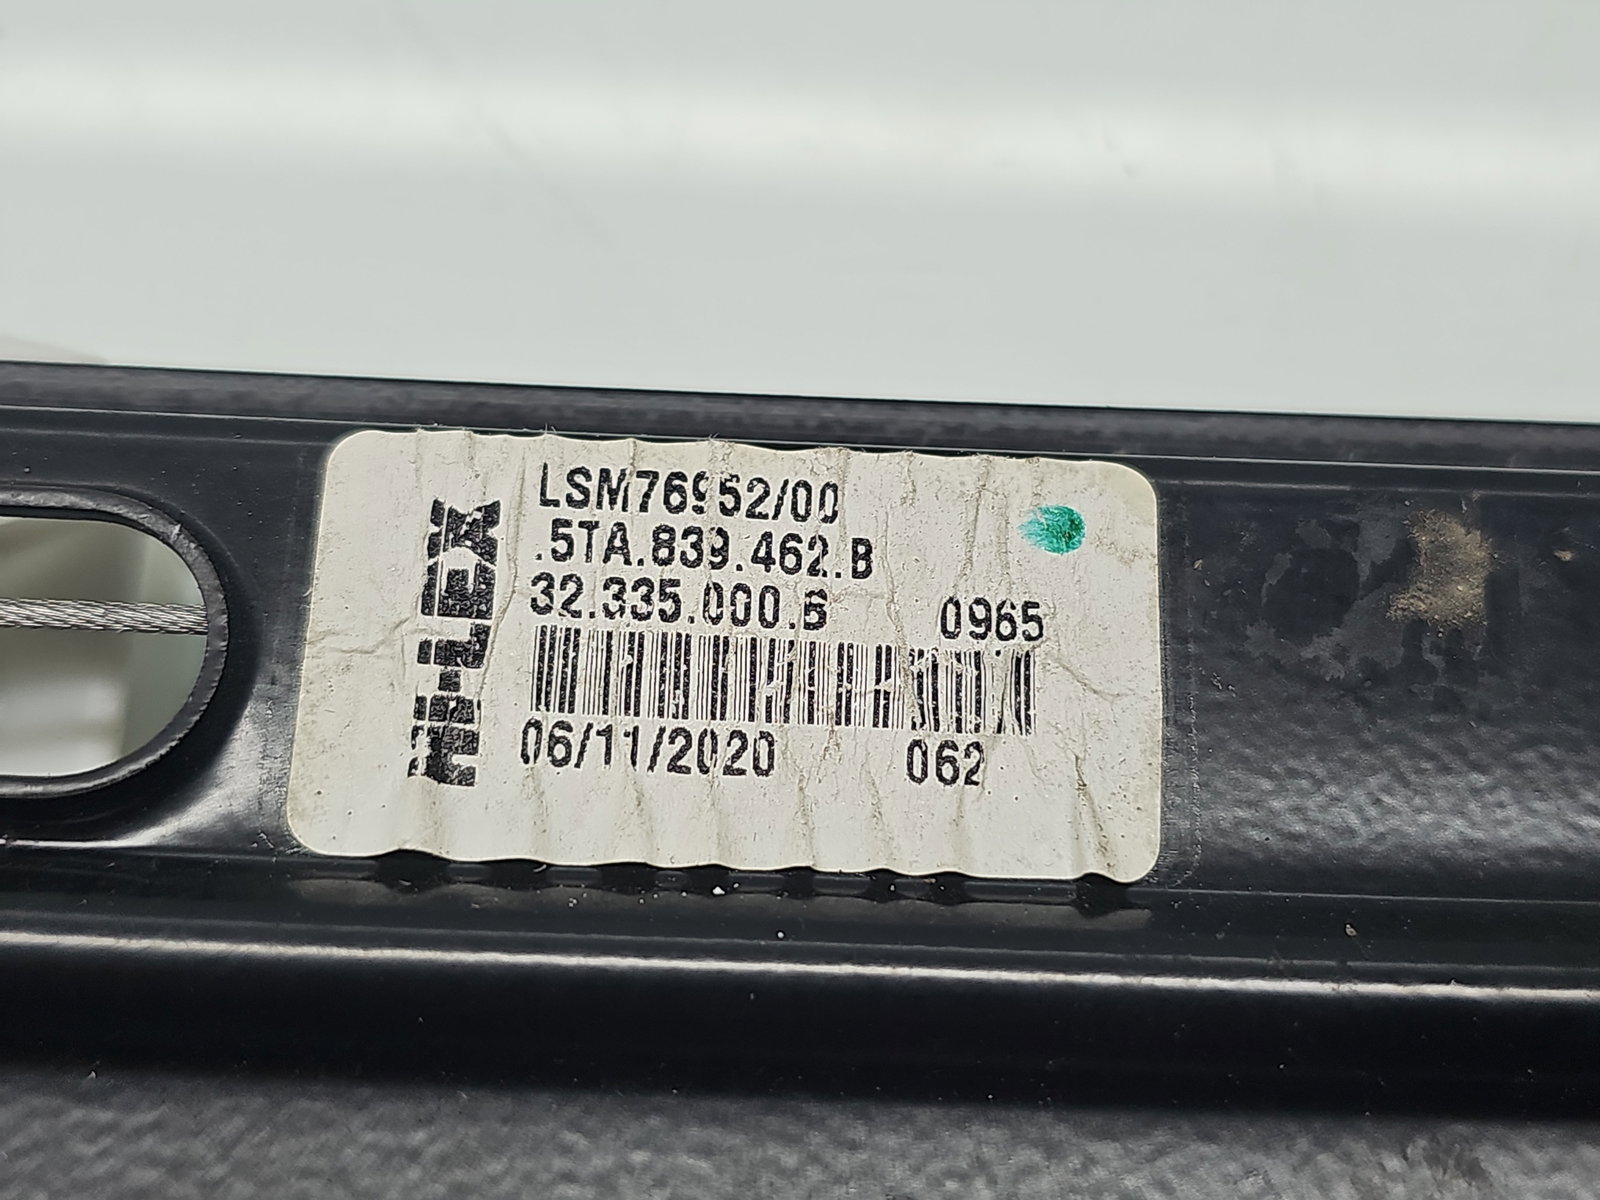 HI-LEX
LSM76952/00
.5TA.839.462.B
32.335.000.6 0965
06/11/2020 062